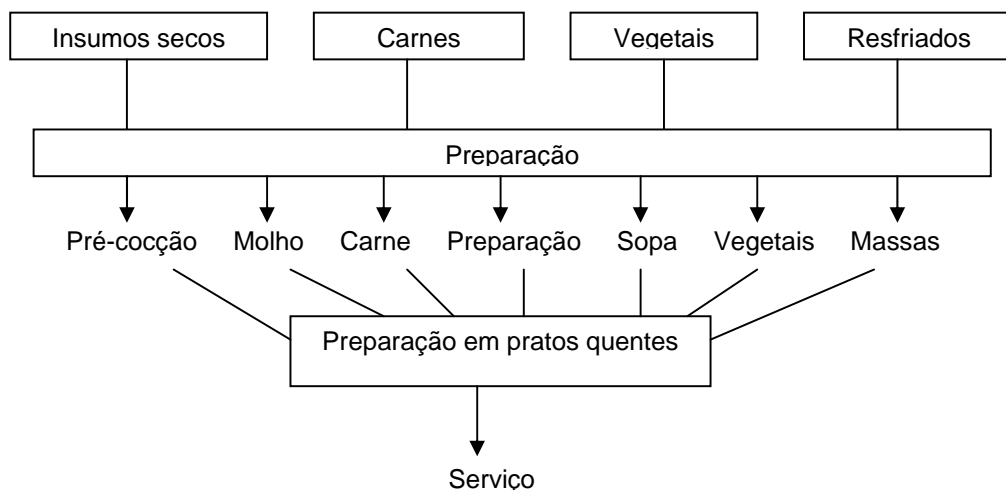 Insumos secos Carnes Vegetais Resfriados
Preparação
Pré-cocção Molho Carne Preparação Sopa Vegetais Massas
Preparação em pratos quentes
Serviço